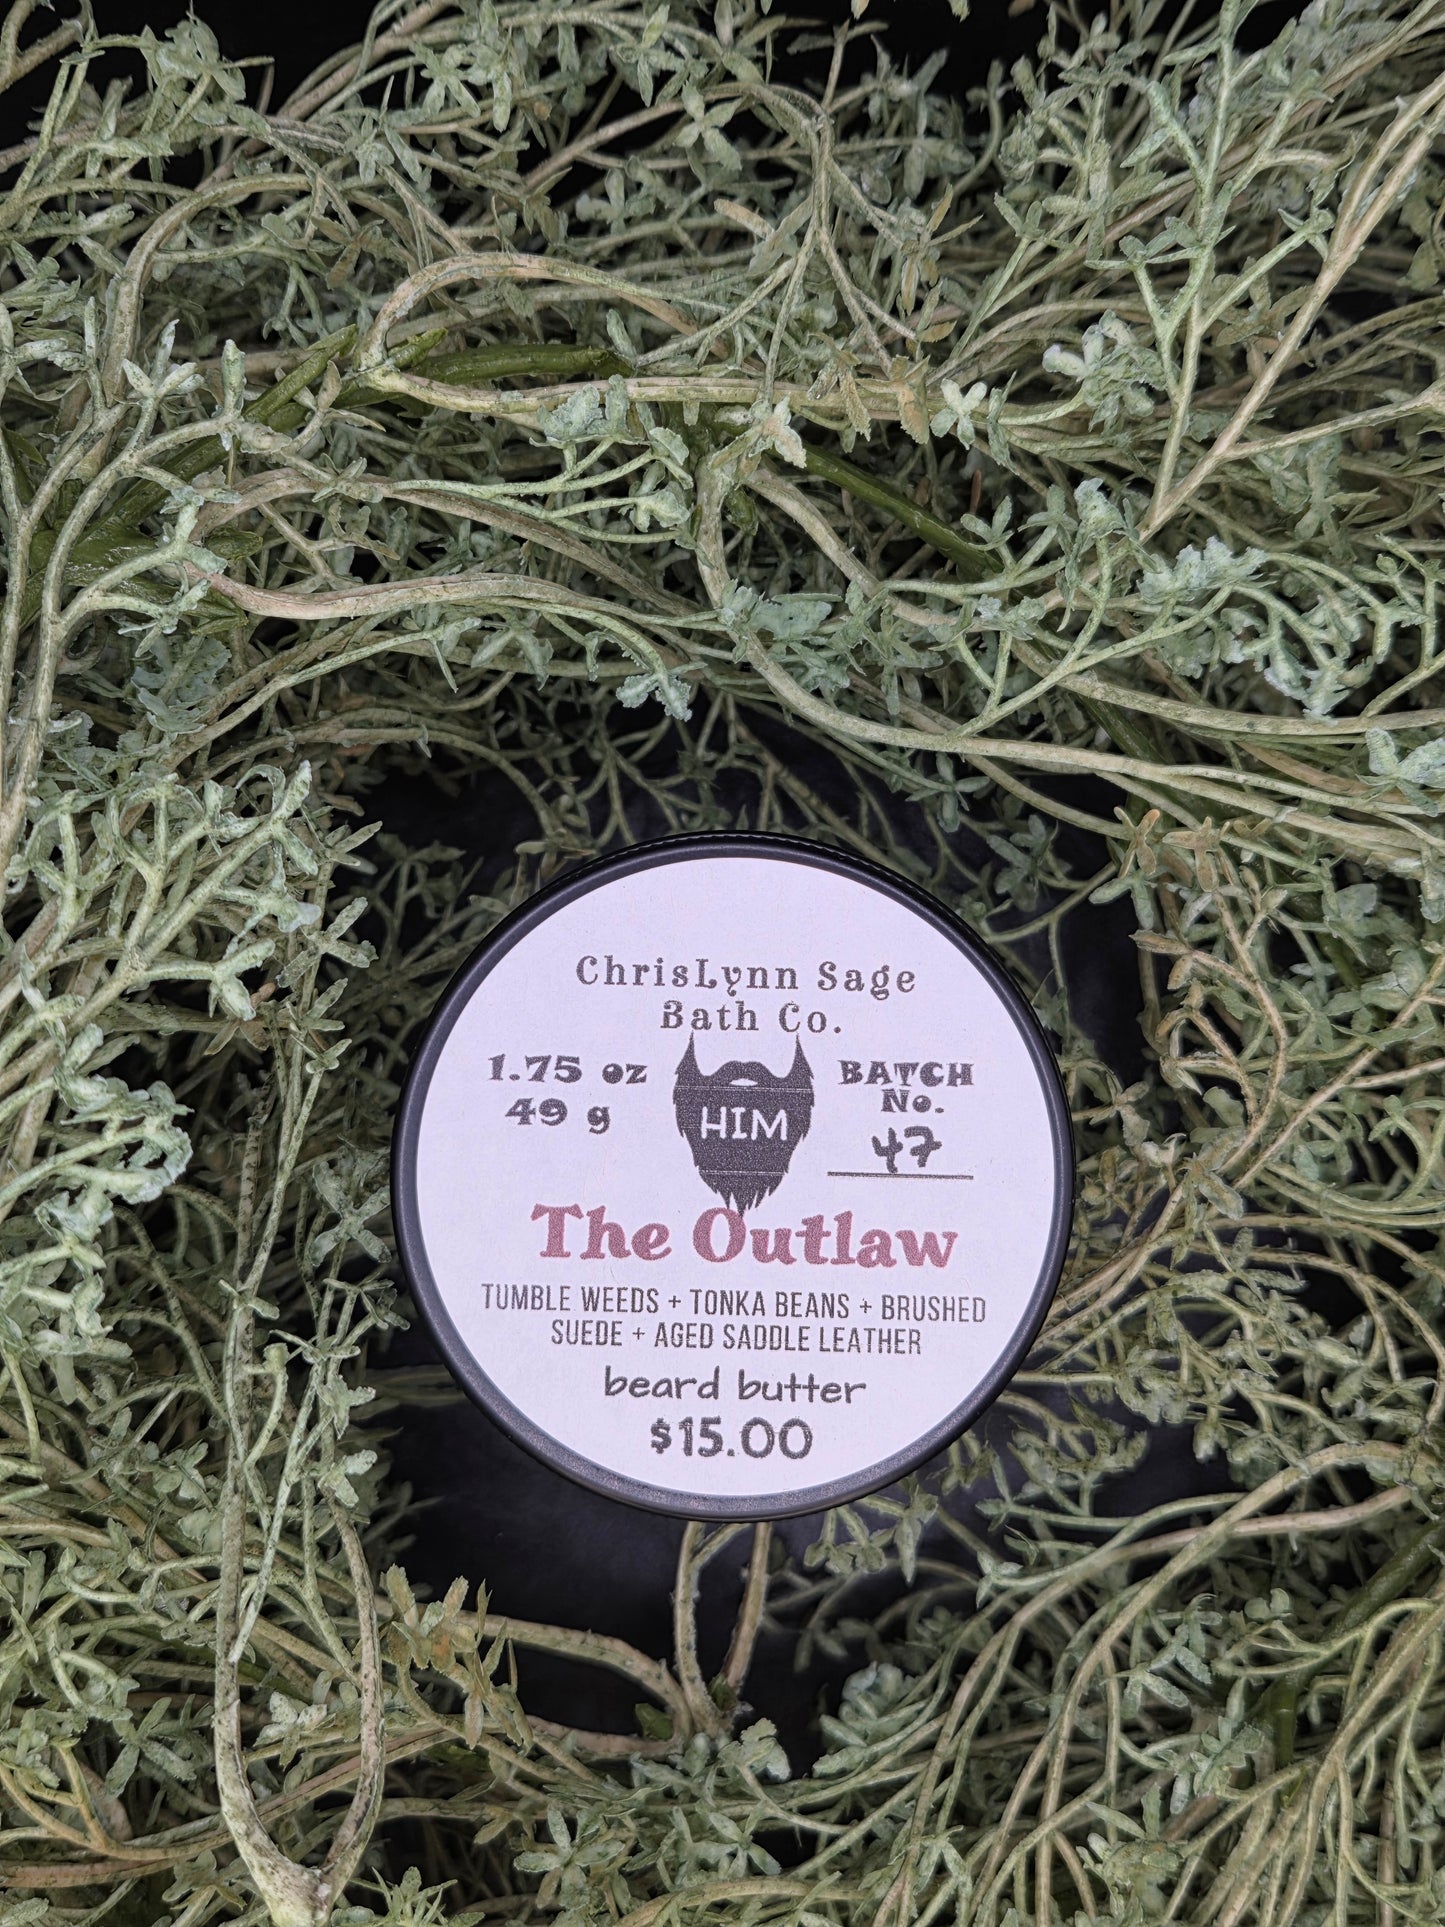 ChrisLynn Sage
Bath Co.
1.75 oz
49 g
HIM
BATCH
No.
47
The Outlaw
TUMBLE WEEDS + TONKA BEANS + BRUSHED
SUEDE + AGED SADDLE LEATHER
beard butter
$15.00